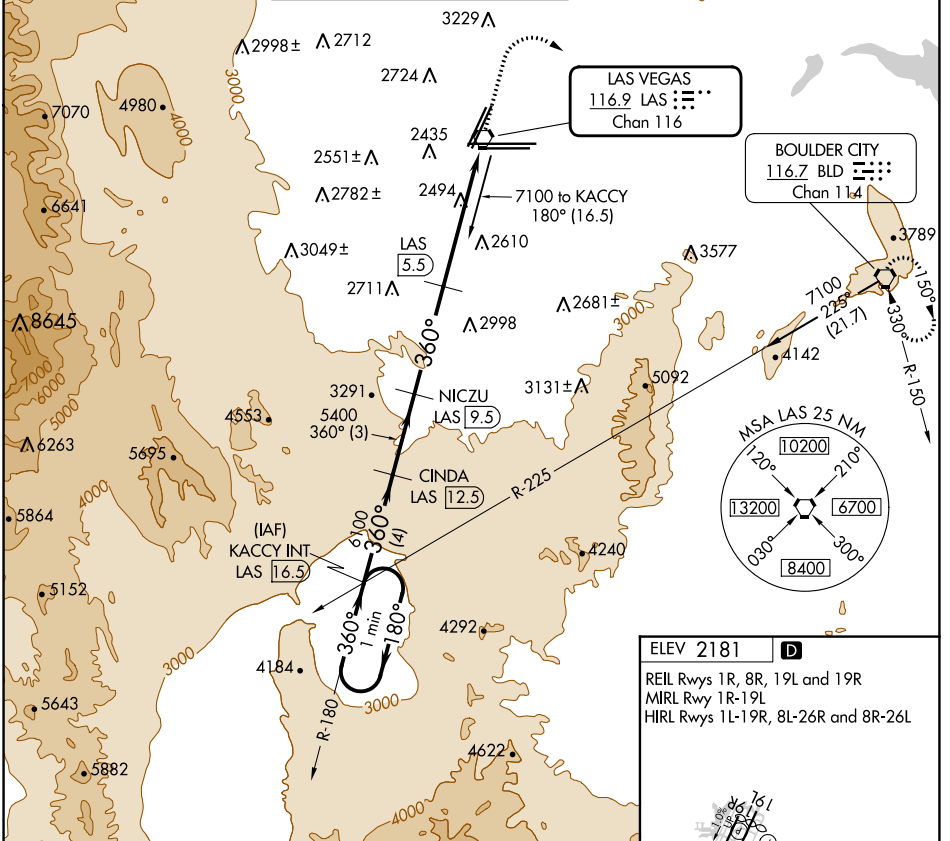 3229
2998±
2712
2724
7070
4980
3000
4000
LAS VEGAS
116.9 LAS
Chan 116
2435
2551±
BOULDER CITY
116.7 BLD
Chan 114
2782±
2494
7100 to KACCY
180° (16.5)
6641
3789
3049±
LAS
5.5
2610
3577
2711
2681±
3000
7100
225°
(21.7)
150°
330°
R-150
8645
7000
6000
5000
2998
360°
4142
3291
5400
360° (3)
NICZU
LAS 9.5
3131±
5092
4553
MSA LAS 25 NM
10200
120°
210°
13200
6700
030°
300°
8400
6263
5695
4000
CINDA
LAS 12.5
R-225
5864
(IAF)
KACCY INT
LAS 16.5
6100
360°
(4)
4240
5152
360°
1 min
180°
4292
3000
4184
3000
R-180
5643
4622
5882
4000
ELEV 2181 D
REIL Rwys 1R, 8R, 19L and 19R
MIRL Rwy 1R-19L
HIRL Rwys 1L-19R, 8L-26R and 8R-26L
19L
19R
1.0%
UP